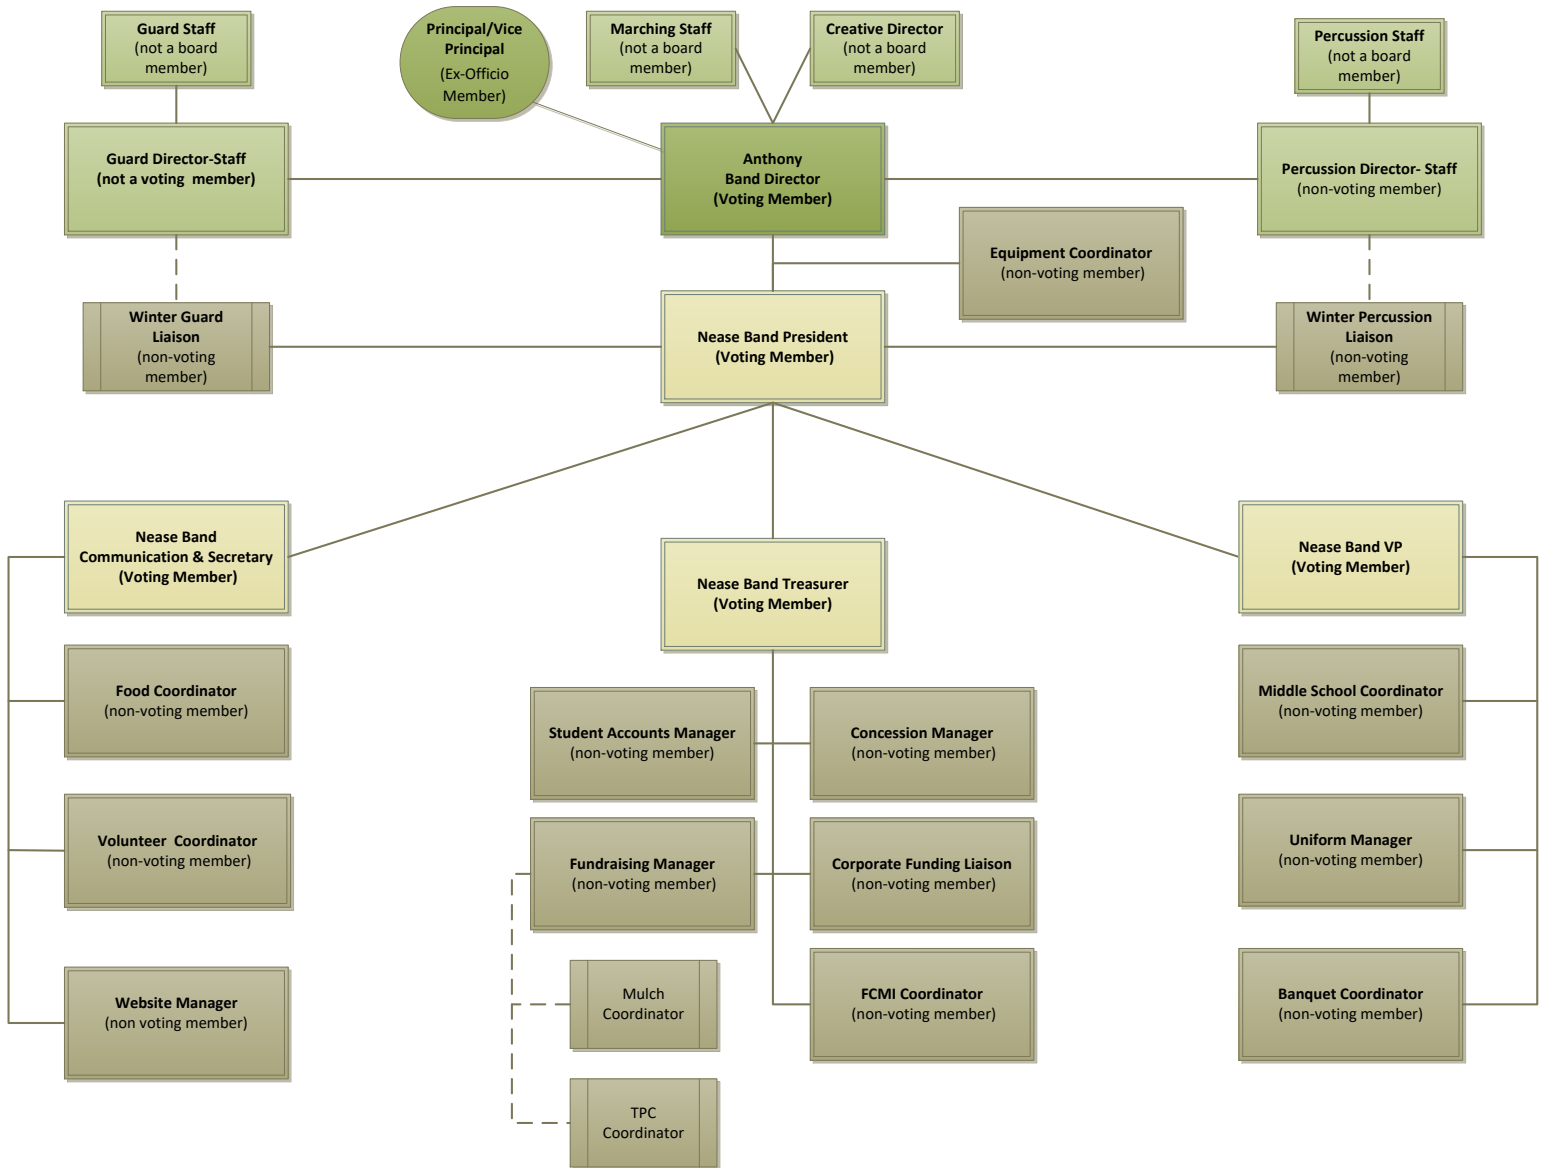 Guard Staff
(not a board
member)
Principal/Vice
Principal
(Ex-Officio
Member)
Marching Staff
(not a board
member)
Creative Director
(not a board
member)
Percussion Staff
(not a board
member)
Guard Director-Staff
(not a voting  member)
Anthony
Band Director
(Voting Member)
Percussion Director- Staff
(non-voting member)
Equipment Coordinator
(non-voting member)
Winter Guard
Liaison
(non-voting
member)
Nease Band President
(Voting Member)
Winter Percussion
Liaison
(non-voting
member)
Nease Band
Communication & Secretary
(Voting Member)
Nease Band Treasurer
(Voting Member)
Nease Band VP
(Voting Member)
Food Coordinator
(non-voting member)
Student Accounts Manager
(non-voting member)
Concession Manager
(non-voting member)
Middle School Coordinator
(non-voting member)
Volunteer  Coordinator
(non-voting member)
Fundraising Manager
(non-voting member)
Corporate Funding Liaison
(non-voting member)
Uniform Manager
(non-voting member)
Website Manager
(non voting member)
Mulch
Coordinator
FCMI Coordinator
(non-voting member)
Banquet Coordinator
(non-voting member)
TPC
Coordinator